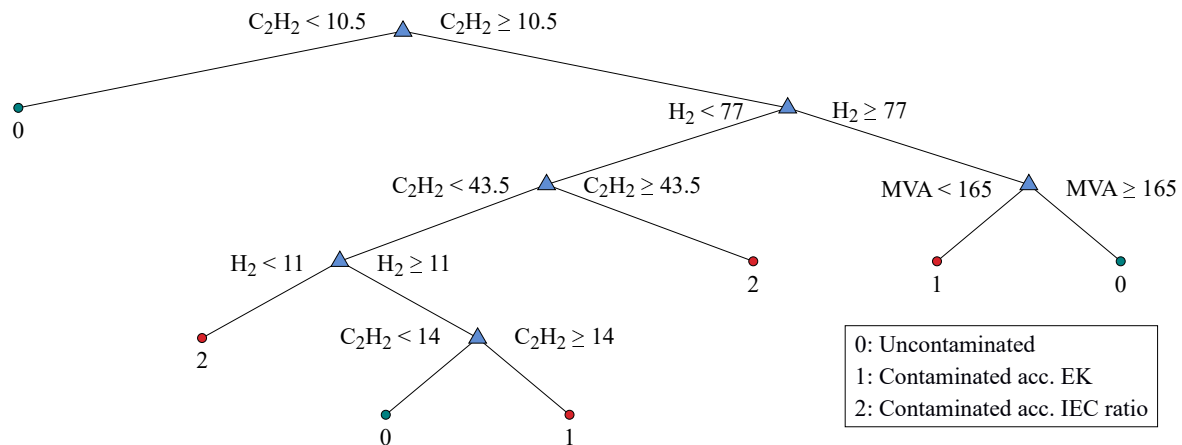 C₂H₂ < 10.5 C₂H₂ ≥ 10.5
0
H₂ < 77 H₂ ≥ 77
C₂H₂ < 43.5 C₂H₂ ≥ 43.5
MVA < 165 MVA ≥ 165
H₂ < 11 H₂ ≥ 11
2
1
0
2
C₂H₂ < 14 C₂H₂ ≥ 14
0
1
0: Uncontaminated
1: Contaminated acc. EK
2: Contaminated acc. IEC ratio